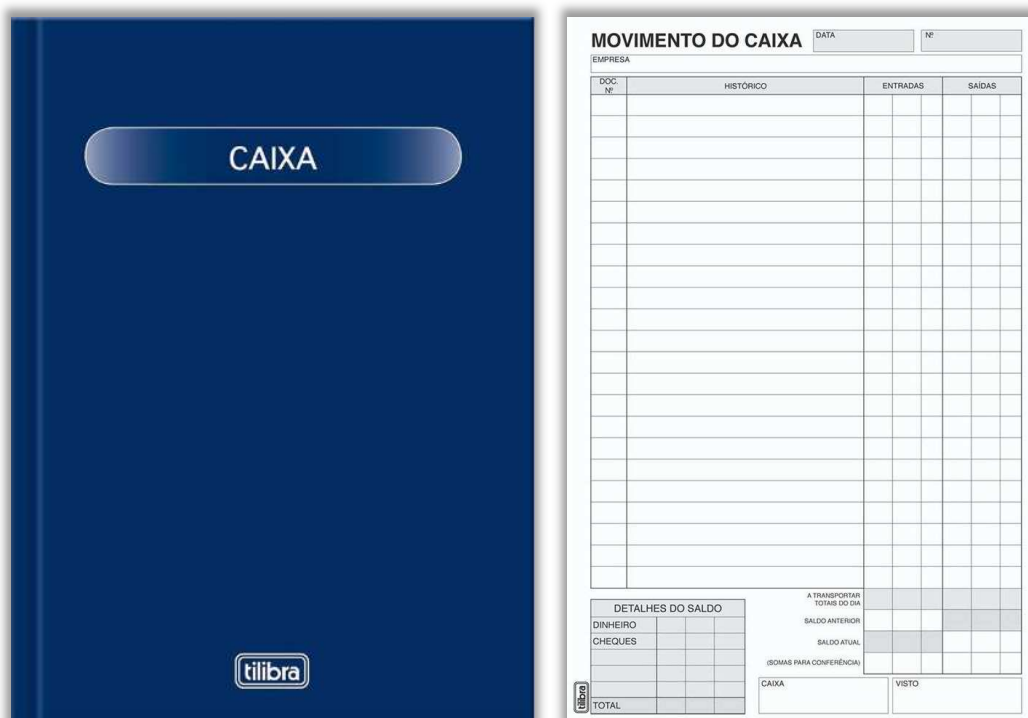 CAIXA
tilibra
MOVIMENTO DO CAIXA
DATA
Nº
EMPRESA
DOC. Nº
HISTÓRICO
ENTRADAS
SAÍDAS
A TRANSPORTAR
TOTAIS DO DIA
SALDO ANTERIOR
SALDO ATUAL
(SOMAS PARA CONFERÊNCIA)
DETALHES DO SALDO
DINHEIRO
CHEQUES
TOTAL
CAIXA
VISTO
tilibra